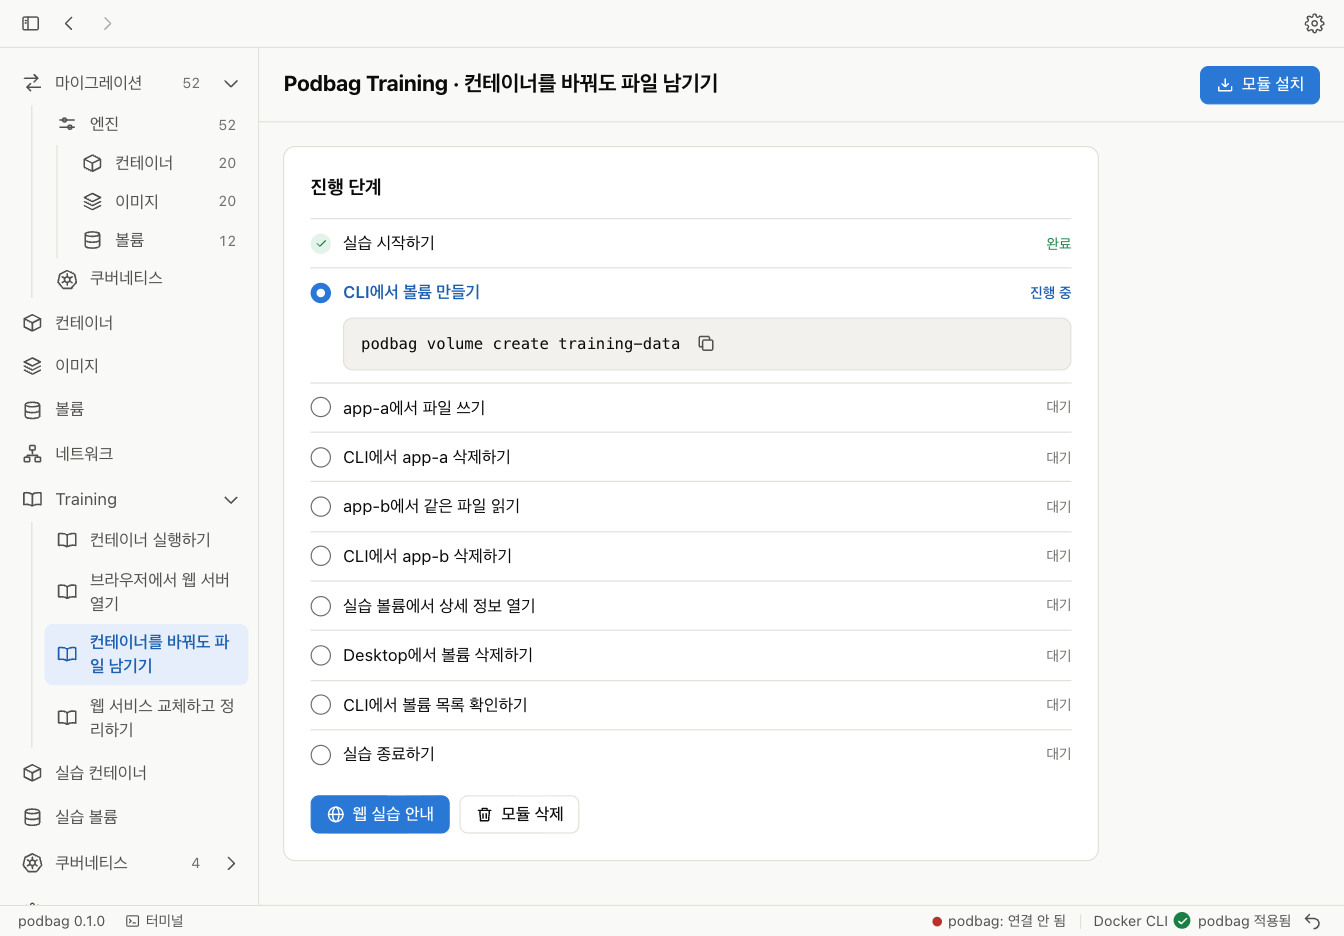 마이그레이션 52
엔진 52
컨테이너 20
이미지 20
볼륨 12
쿠버네티스
컨테이너
이미지
볼륨
네트워크
Training
컨테이너 실행하기
브라우저에서 웹 서버
열기
컨테이너를 바꿔도 파
일 남기기
웹 서비스 교체하고 정
리하기
실습 컨테이너
실습 볼륨
쿠버네티스 4
Podbag Training · 컨테이너를 바꿔도 파일 남기기
모듈 설치
진행 단계
실습 시작하기 완료
CLI에서 볼륨 만들기 진행 중
podbag volume create training-data
app-a에서 파일 쓰기 대기
CLI에서 app-a 삭제하기 대기
app-b에서 같은 파일 읽기 대기
CLI에서 app-b 삭제하기 대기
실습 볼륨에서 상세 정보 열기 대기
Desktop에서 볼륨 삭제하기 대기
CLI에서 볼륨 목록 확인하기 대기
실습 종료하기 대기
웹 실습 안내 모듈 삭제
podbag 0.1.0 터미널 podbag: 연결 안 됨 Docker CLI podbag 적용됨